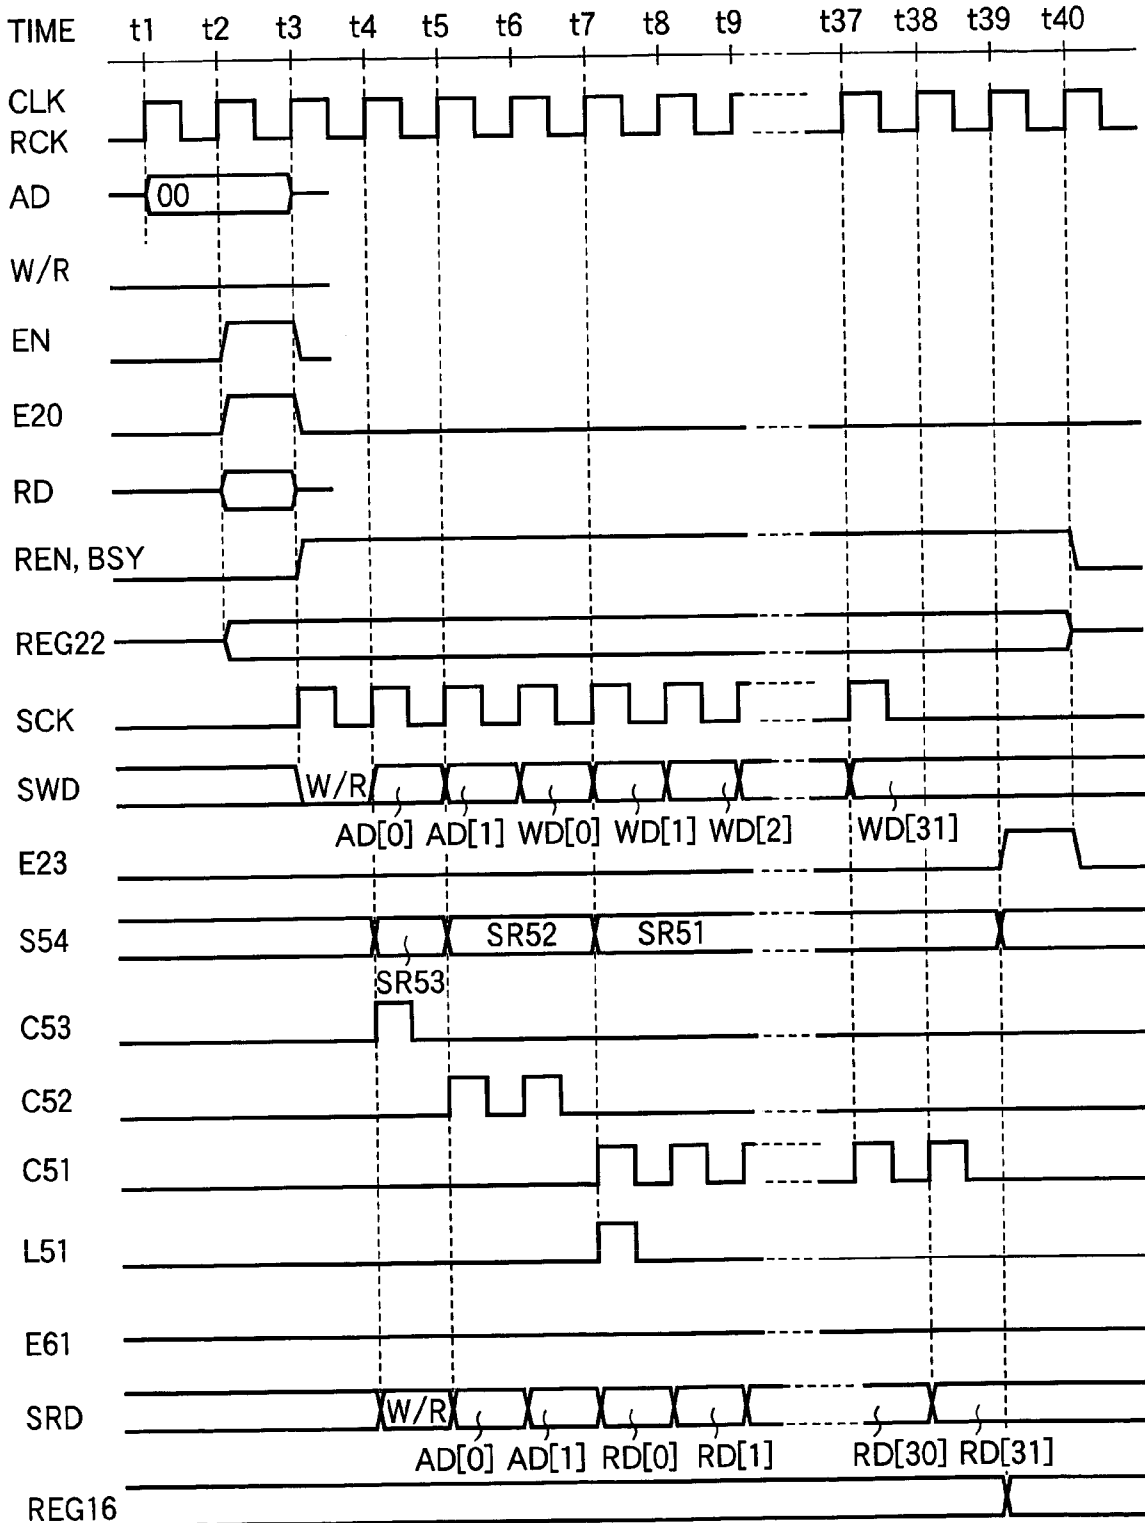 TIME t1 t2 t3 t4 t5 t6 t7 t8 t9 t37 t38 t39 t40
CLK
RCK
AD 00
W/R
EN
E20
RD
REN, BSY
REG22
SCK
SWD W/R
AD[0] AD[1] WD[0] WD[1] WD[2] WD[31]
E23
S54 SR52 SR51
SR53
C53
C52
C51
L51
E61
SRD W/R
AD[0] AD[1] RD[0] RD[1] RD[30] RD[31]
REG16